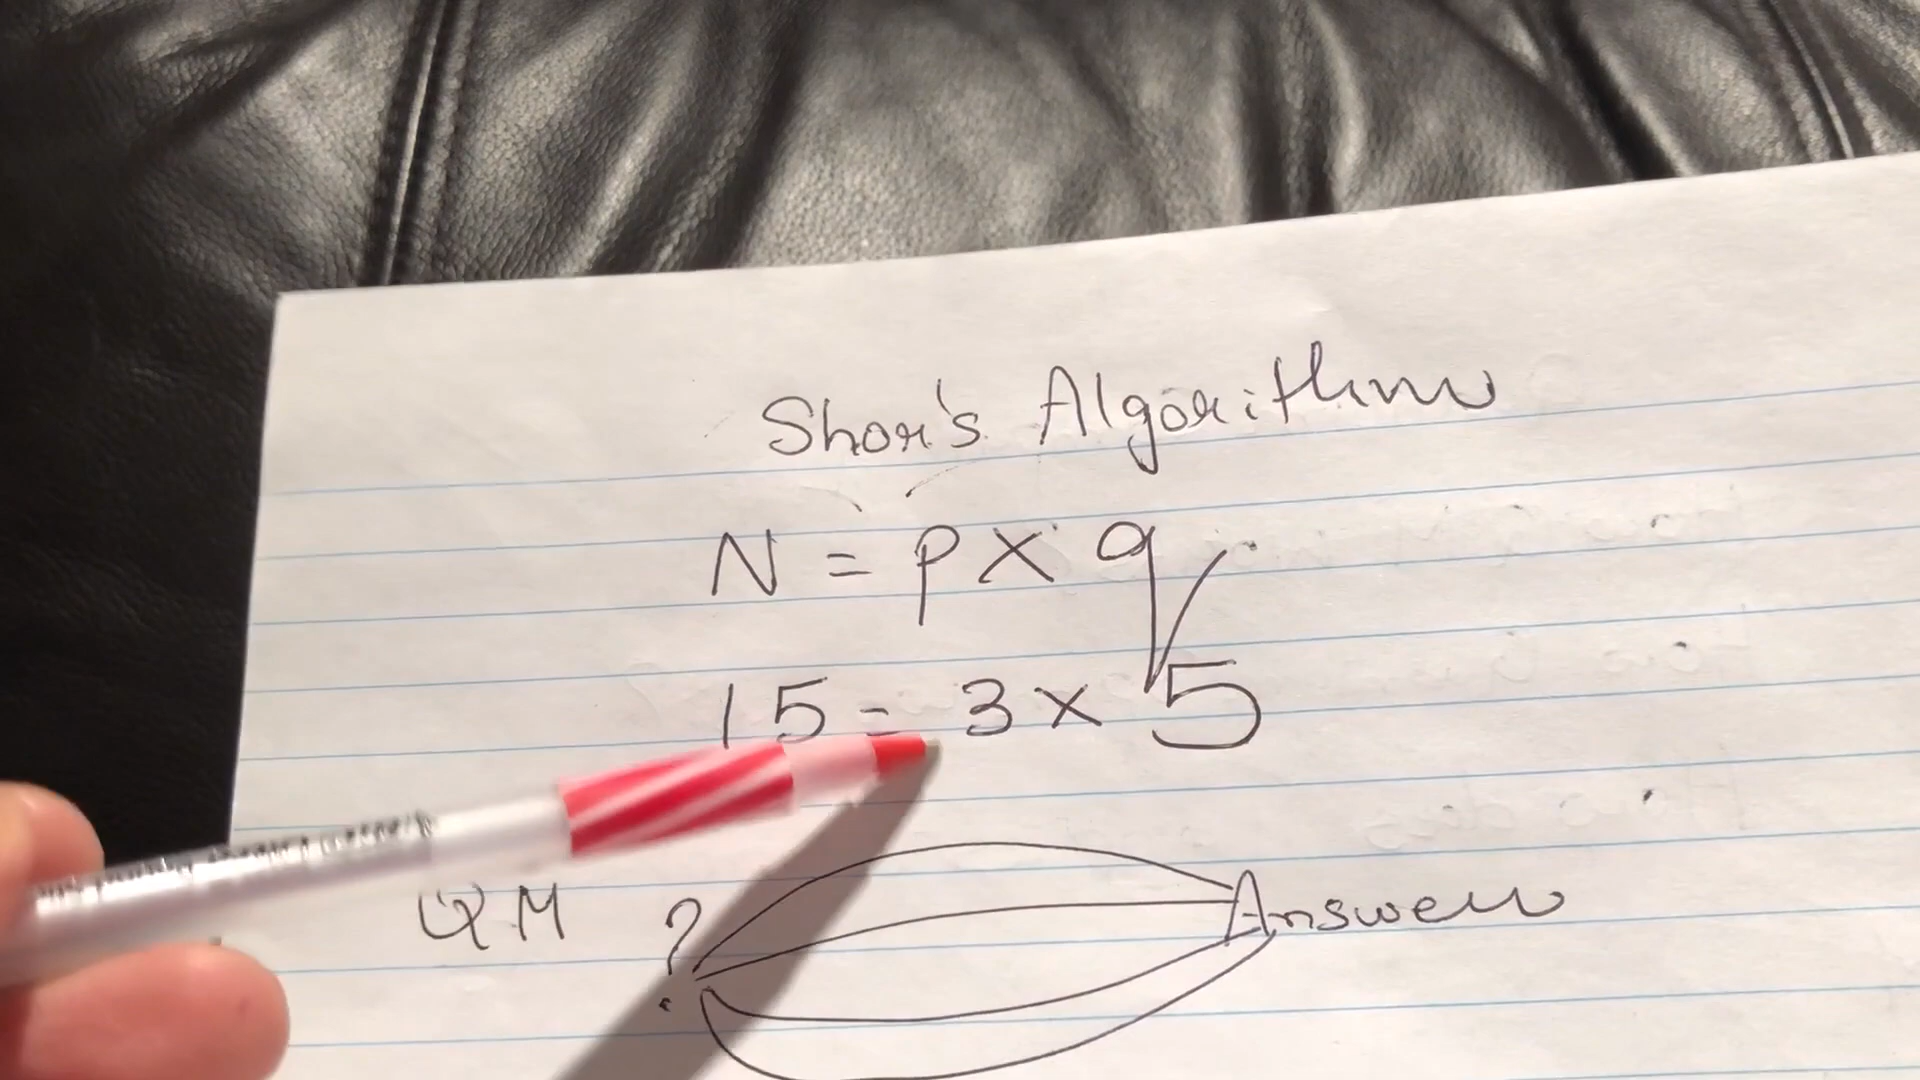 Shor's Algorithm
N = p X q
15 = 3 x 5
QM ? Answer